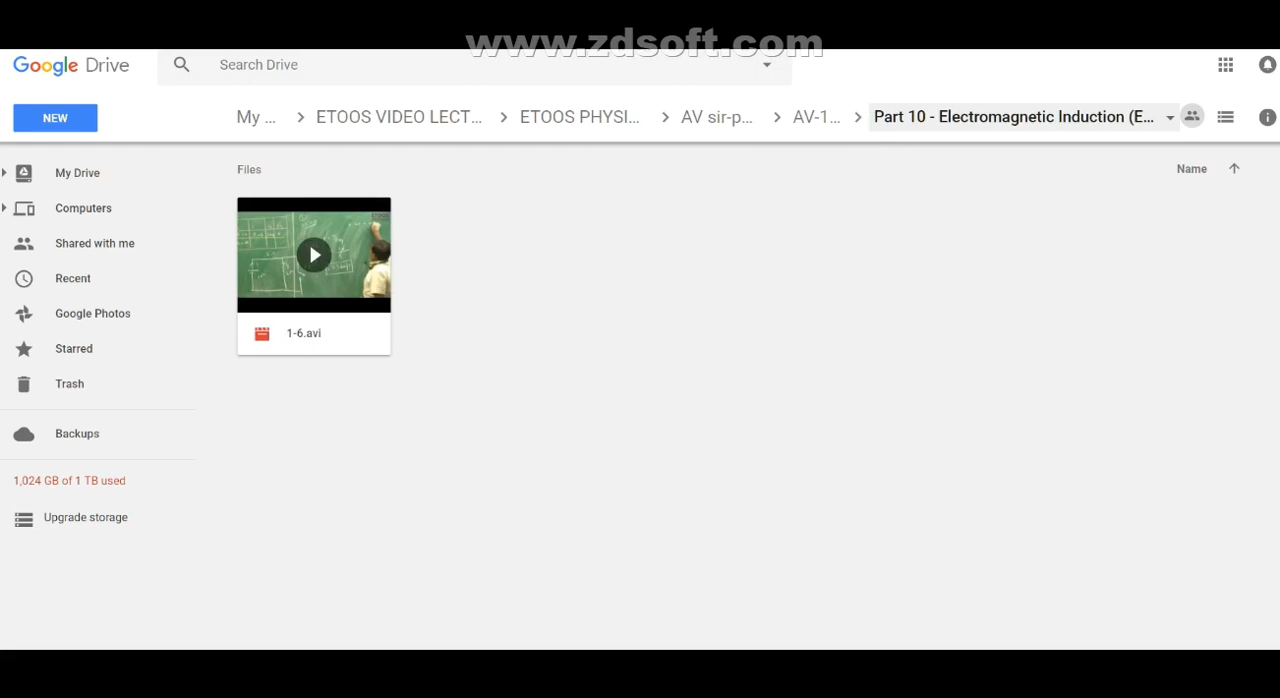 www.zdsoft.com
Google Drive
Search Drive
NEW
My ... > ETOOS VIDEO LECT... > ETOOS PHYSI... > AV sir-p... > AV-1... > Part 10 - Electromagnetic Induction (E...
My Drive
Files
Name
Computers
Shared with me
Recent
Google Photos
1-6.avi
Starred
Trash
Backups
1,024 GB of 1 TB used
Upgrade storage